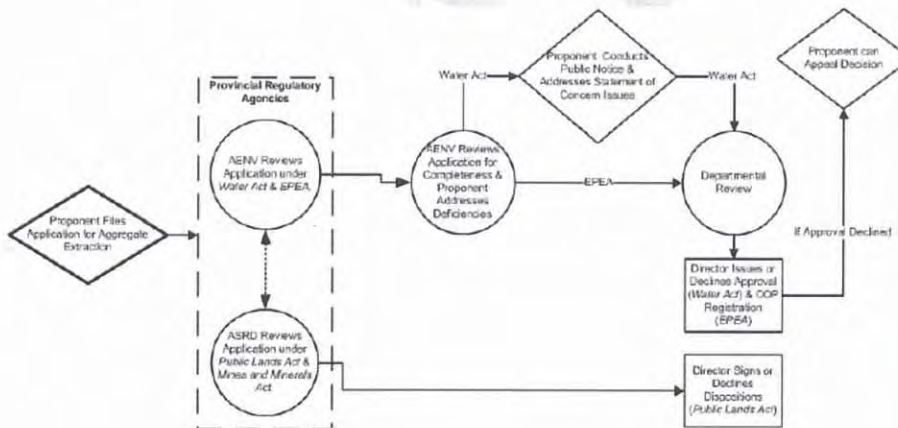 Proponent Files
Application for Aggregate
Extraction
Provincial Regulatory
Agencies
AENV Reviews
Application under
Water Act & EPEA
ASRD Reviews
Application under
Public Lands Act &
Mines and Minerals
Act
Water Act
AENV Reviews
Application for
Completeness &
Proponent
Addresses
Deficiencies
EPEA
Proponent Conducts
Public Notice &
Addresses Statement of
Concern Issues
Water Act
Departmental
Review
Director Issues or
Declines Approval
(Water Act) & COP
Registration
(EPEA)
If Approval Declined
Proponent can
Appeal Decision
Director Signs or
Declines
Dispositions
(Public Lands Act)